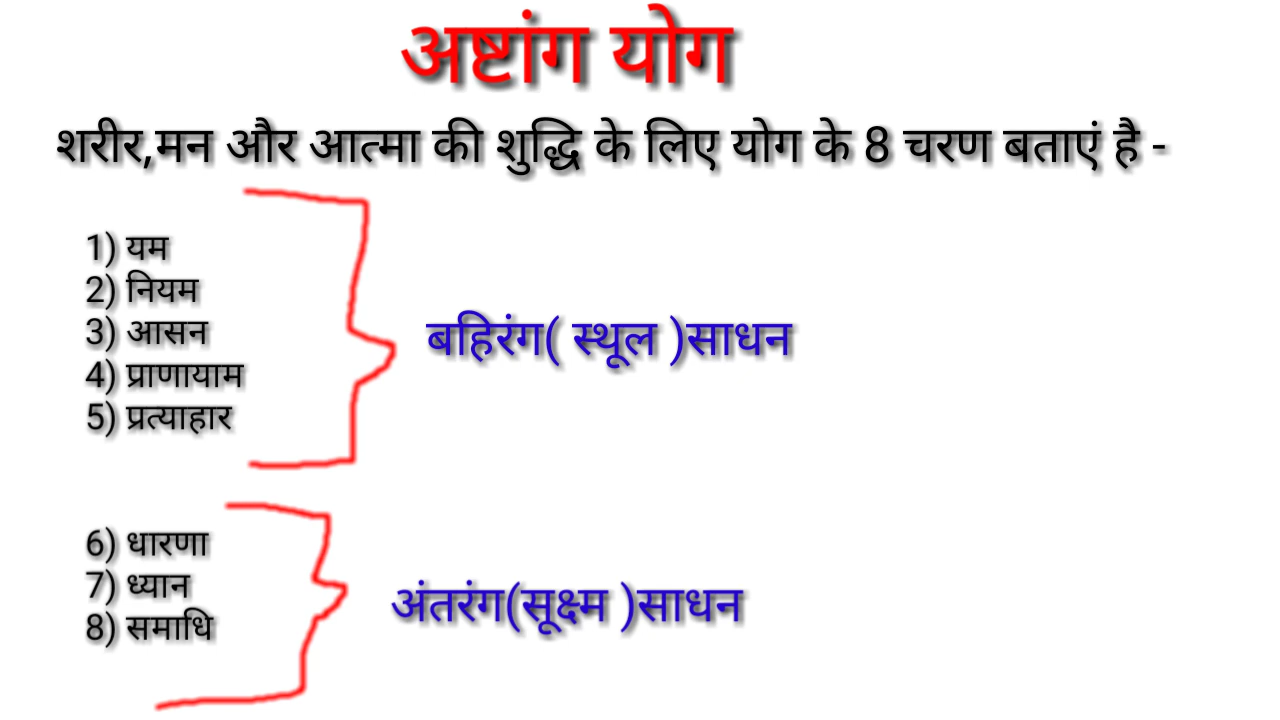 अष्टांग योग
शरीर,मन और आत्मा की शुद्धि के लिए योग के 8 चरण बताएं है -
1) यम
2) नियम
3) आसन
4) प्राणायाम
5) प्रत्याहार
बहिरंग( स्थूल )साधन
6) धारणा
7) ध्यान
8) समाधि
अंतरंग(सूक्ष्म )साधन